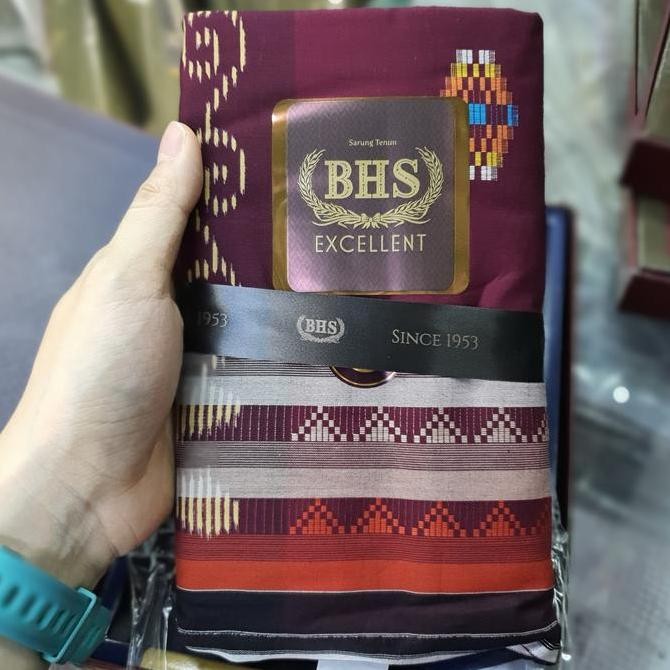 Sarung Tenun
BHS
EXCELLENT
1953
BHS
SINCE 1953